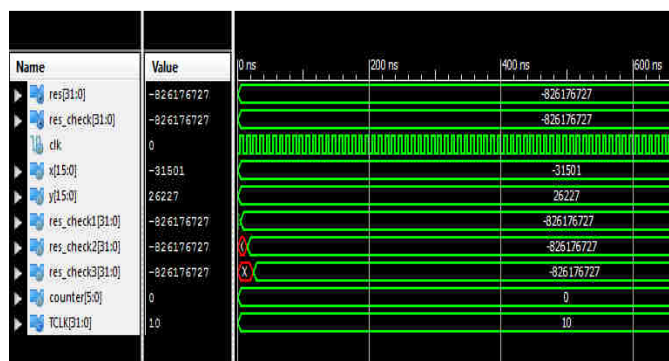 Name Value 0 ns 200 ns 400 ns 600 ns
res[31:0] -826176727 -826176727
res_check[31:0] -826176727 -826176727
clk 0
x[15:0] -31501 -31501
y[15:0] 26227 26227
res_check1[31:0] -826176727 -826176727
res_check2[31:0] -826176727 -826176727
res_check3[31:0] -826176727 X -826176727
counter[5:0] 0 0
TCLK[31:0] 10 10